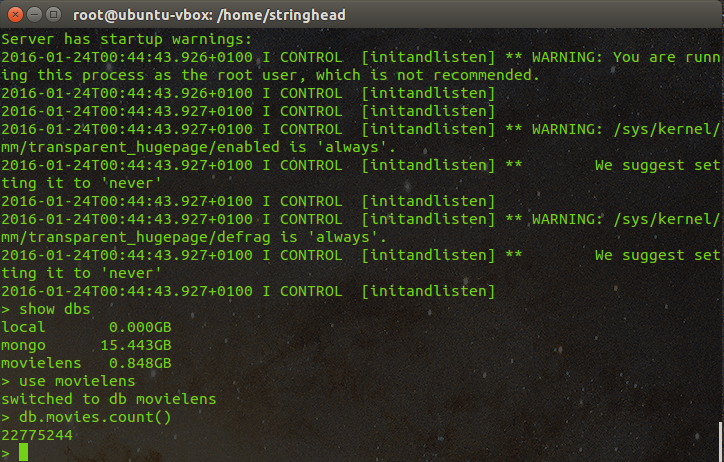 root@ubuntu-vbox: /home/stringhead
Server has startup warnings:
2016-01-24T00:44:43.926+0100 I CONTROL  [initandlisten] ** WARNING: You are runn
ing this process as the root user, which is not recommended.
2016-01-24T00:44:43.926+0100 I CONTROL  [initandlisten]
2016-01-24T00:44:43.927+0100 I CONTROL  [initandlisten]
2016-01-24T00:44:43.927+0100 I CONTROL  [initandlisten] ** WARNING: /sys/kernel/
mm/transparent_hugepage/enabled is 'always'.
2016-01-24T00:44:43.927+0100 I CONTROL  [initandlisten] **        We suggest set
ting it to 'never'
2016-01-24T00:44:43.927+0100 I CONTROL  [initandlisten]
2016-01-24T00:44:43.927+0100 I CONTROL  [initandlisten] ** WARNING: /sys/kernel/
mm/transparent_hugepage/defrag is 'always'.
2016-01-24T00:44:43.927+0100 I CONTROL  [initandlisten] **        We suggest set
ting it to 'never'
2016-01-24T00:44:43.927+0100 I CONTROL  [initandlisten]
> show dbs
local       0.000GB
mongo      15.443GB
movielens   0.848GB
> use movielens
switched to db movielens
> db.movies.count()
22775244
>